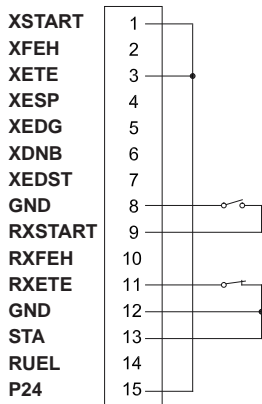 XSTART 1
XFEH 2
XETE 3
XESP 4
XEDG 5
XDNB 6
XEDST 7
GND 8
RXSTART 9
RXFEH 10
RXETE 11
GND 12
STA 13
RUEL 14
P24 15